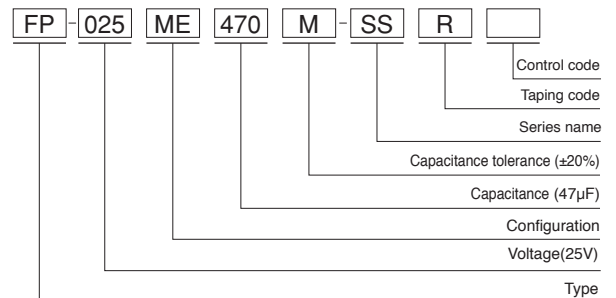 FP-025 ME 470 M-SS R
Control code
Taping code
Series name
Capacitance tolerance (±20%)
Capacitance (47µF)
Configuration
Voltage(25V)
Type